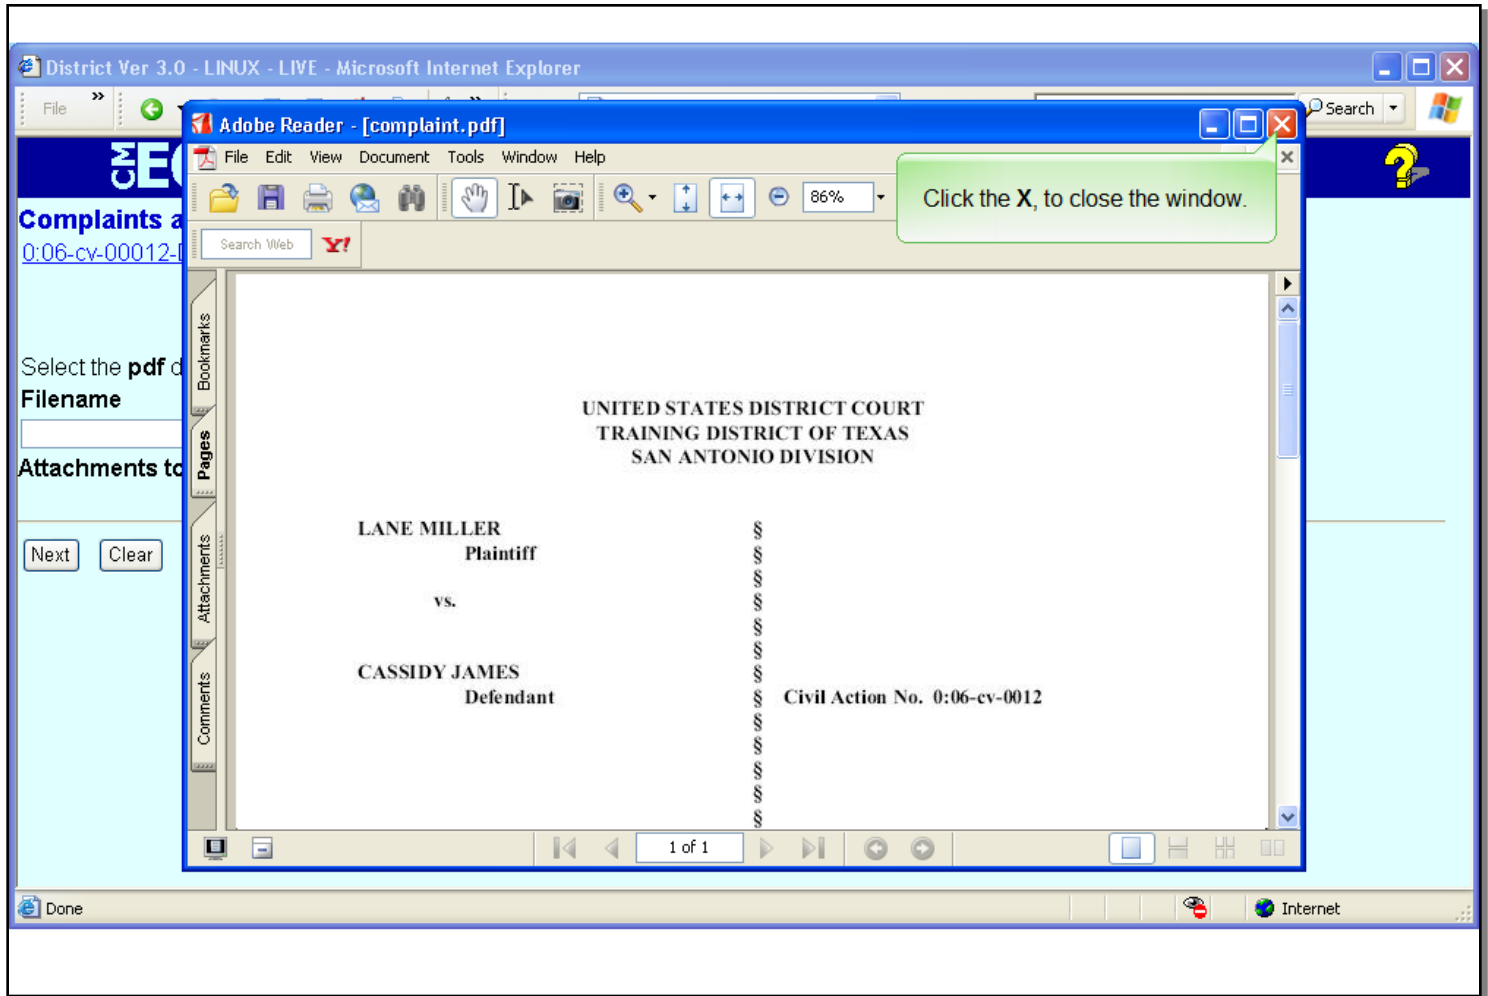 District Ver 3.0 - LINUX - LIVE - Microsoft Internet Explorer
File » » Search
Adobe Reader - [complaint.pdf]
File Edit View Document Tools Window Help
CM
86%
Click the X, to close the window.
Complaints a
Search Web Y!
0:06-cv-00012-
Bookmarks
Pages
Attachments
Comments
Select the pdf d
Filename
Attachments to
Next Clear
UNITED STATES DISTRICT COURT
TRAINING DISTRICT OF TEXAS
SAN ANTONIO DIVISION
LANE MILLER §
Plaintiff §
§
vs. §
§
§
CASSIDY JAMES §
Defendant § Civil Action No. 0:06-cv-0012
§
§
§
§
§
1 of 1
Done Internet